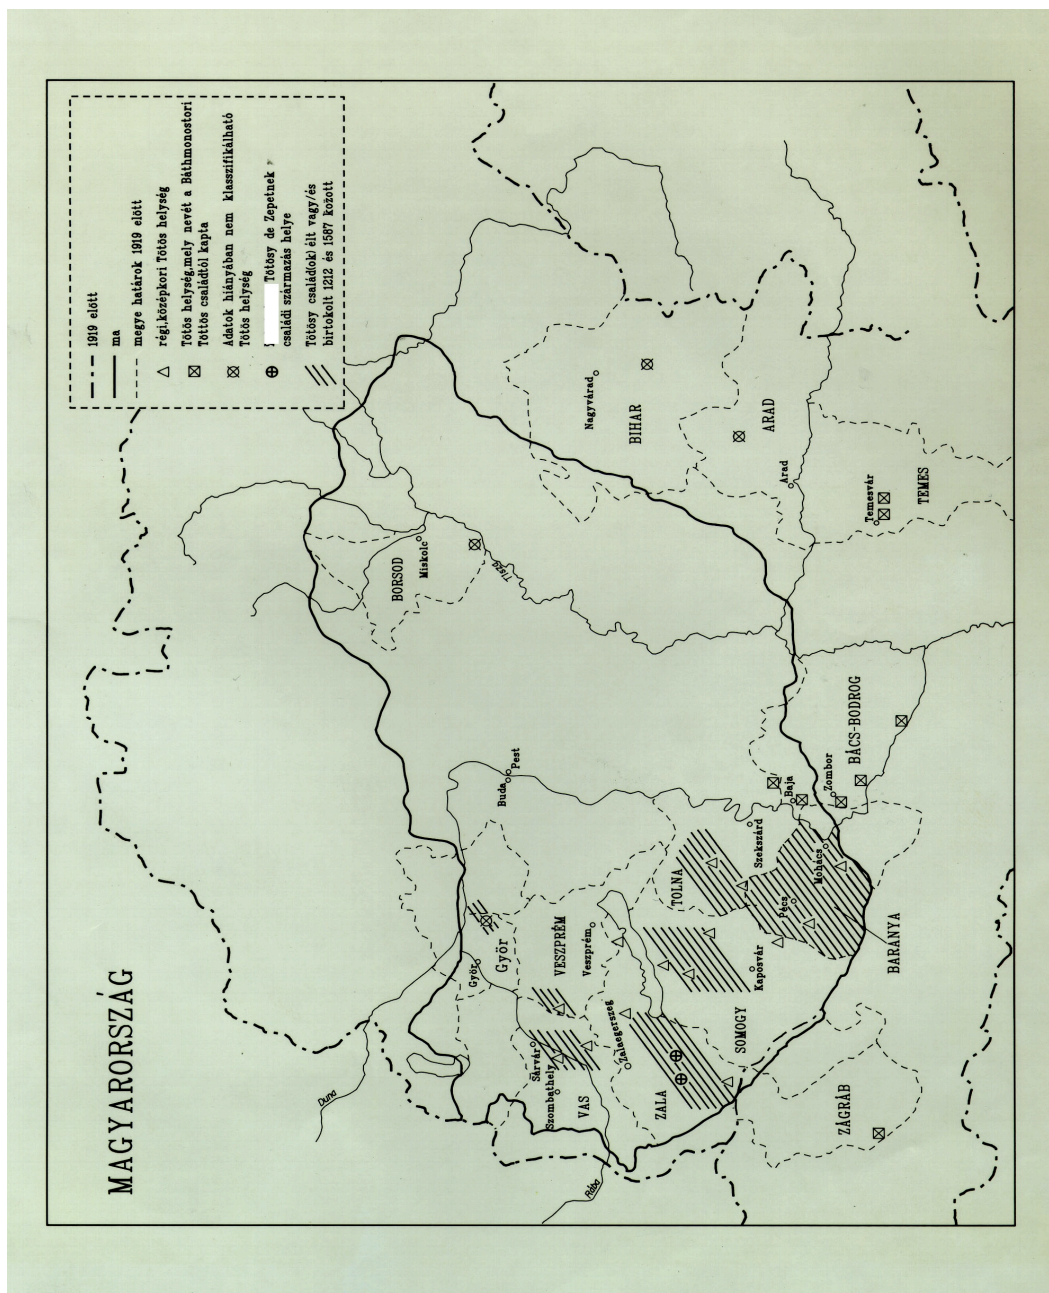 MAGYARORSZÁG
1919 előtt
ma
megye határok 1919 előtt
régi,középkori Tötös helység
Tötös helység,mely nevét a Báthmonostori
Töttös családtól kapta
Adatok hiányában nem klasszifikálható
Tötös helység
Tötösy de Zepetnek
családi származás helye
Tötösy család(ok) élt vagy/és
birtokolt 1212 és 1587 között
Duna
Rába
Szombathely
Sárvár
VAS
Győr
GYŐR
VESZPRÉM
Veszprém
Zalaegerszeg
ZALA
SOMOGY
Kaposvár
ZÁGRÁB
TOLNA
Szekszárd
Pécs
Mohács
BARANYA
Buda
Pest
Baja
Zombor
BÁCS-BODROG
BORSOD
Miskolc
Tisza
Nagyvárad
BIHAR
ARAD
Arad
Temesvár
TEMES